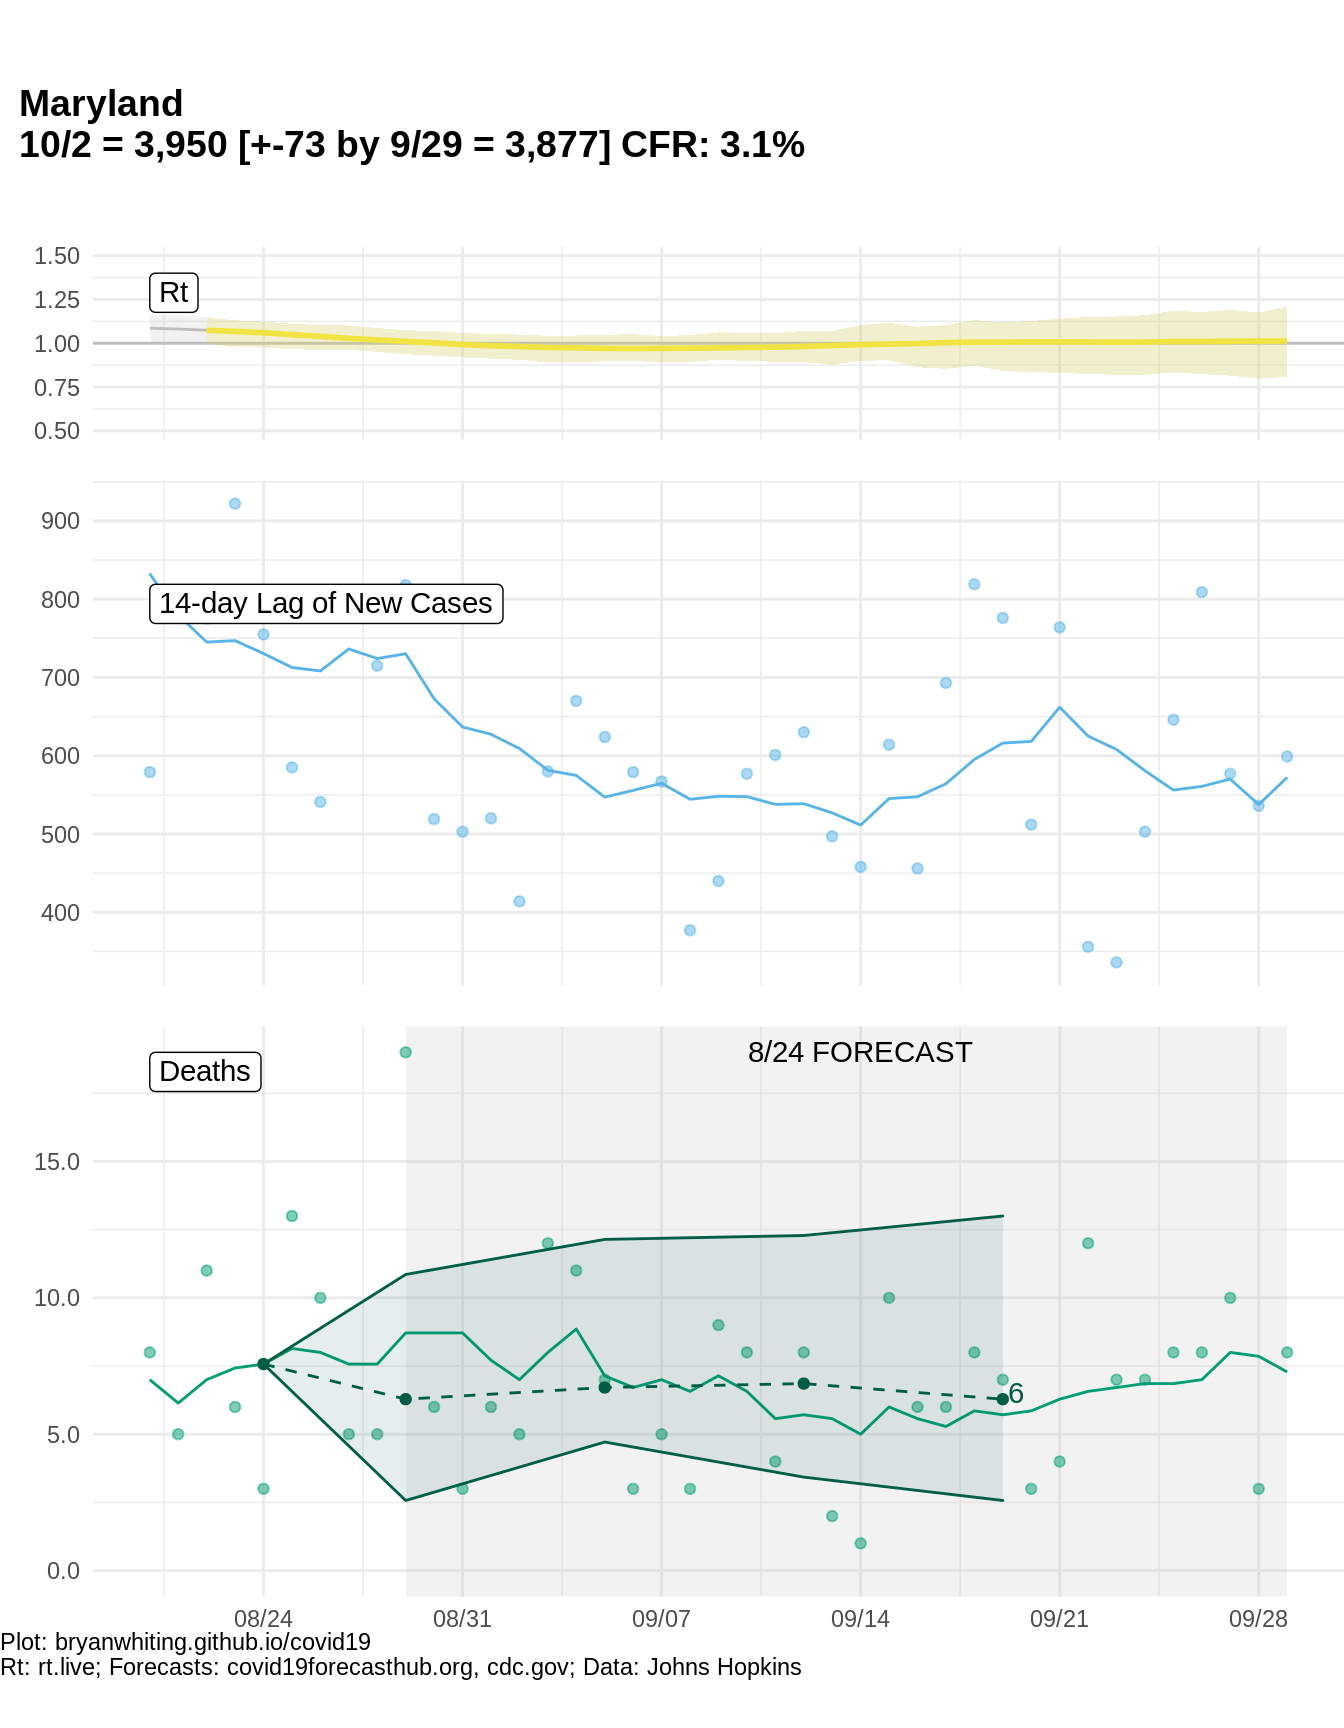 Maryland
10/2 = 3,950 [+-73 by 9/29 = 3,877] CFR: 3.1%
1.50
Rt
1.25
1.00
0.75
0.50
900
14-day Lag of New Cases
800
700
600
500
400
8/24 FORECAST
Deaths
15.0
10.0
6
5.0
0.0
08/24 08/31 09/07 09/14 09/21 09/28
Plot: bryanwhiting.github.io/covid19
Rt: rt.live; Forecasts: covid19forecasthub.org, cdc.gov; Data: Johns Hopkins